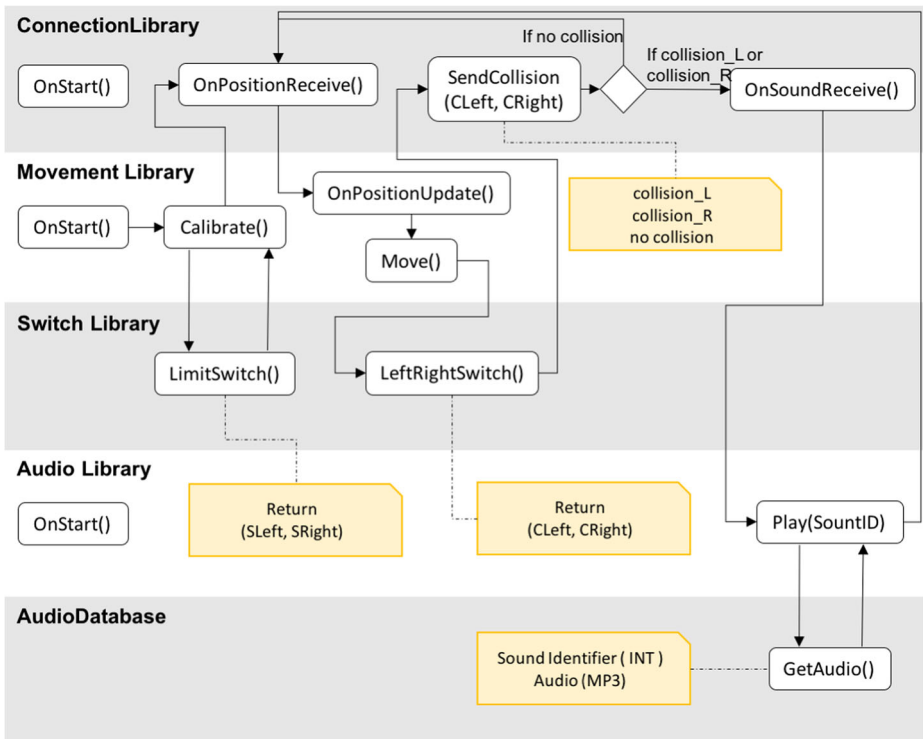 ConnectionLibrary
If no collision
If collision_L or
collision_R
OnStart()
OnPositionReceive()
SendCollision
(CLeft, CRight)
OnSoundReceive()
Movement Library
OnStart()
Calibrate()
OnPositionUpdate()
Move()
collision_L
collision_R
no collision
Switch Library
LimitSwitch()
LeftRightSwitch()
Audio Library
OnStart()
Return
(SLeft, SRight)
Return
(CLeft, CRight)
Play(SountID)
AudioDatabase
Sound Identifier ( INT )
Audio (MP3)
GetAudio()